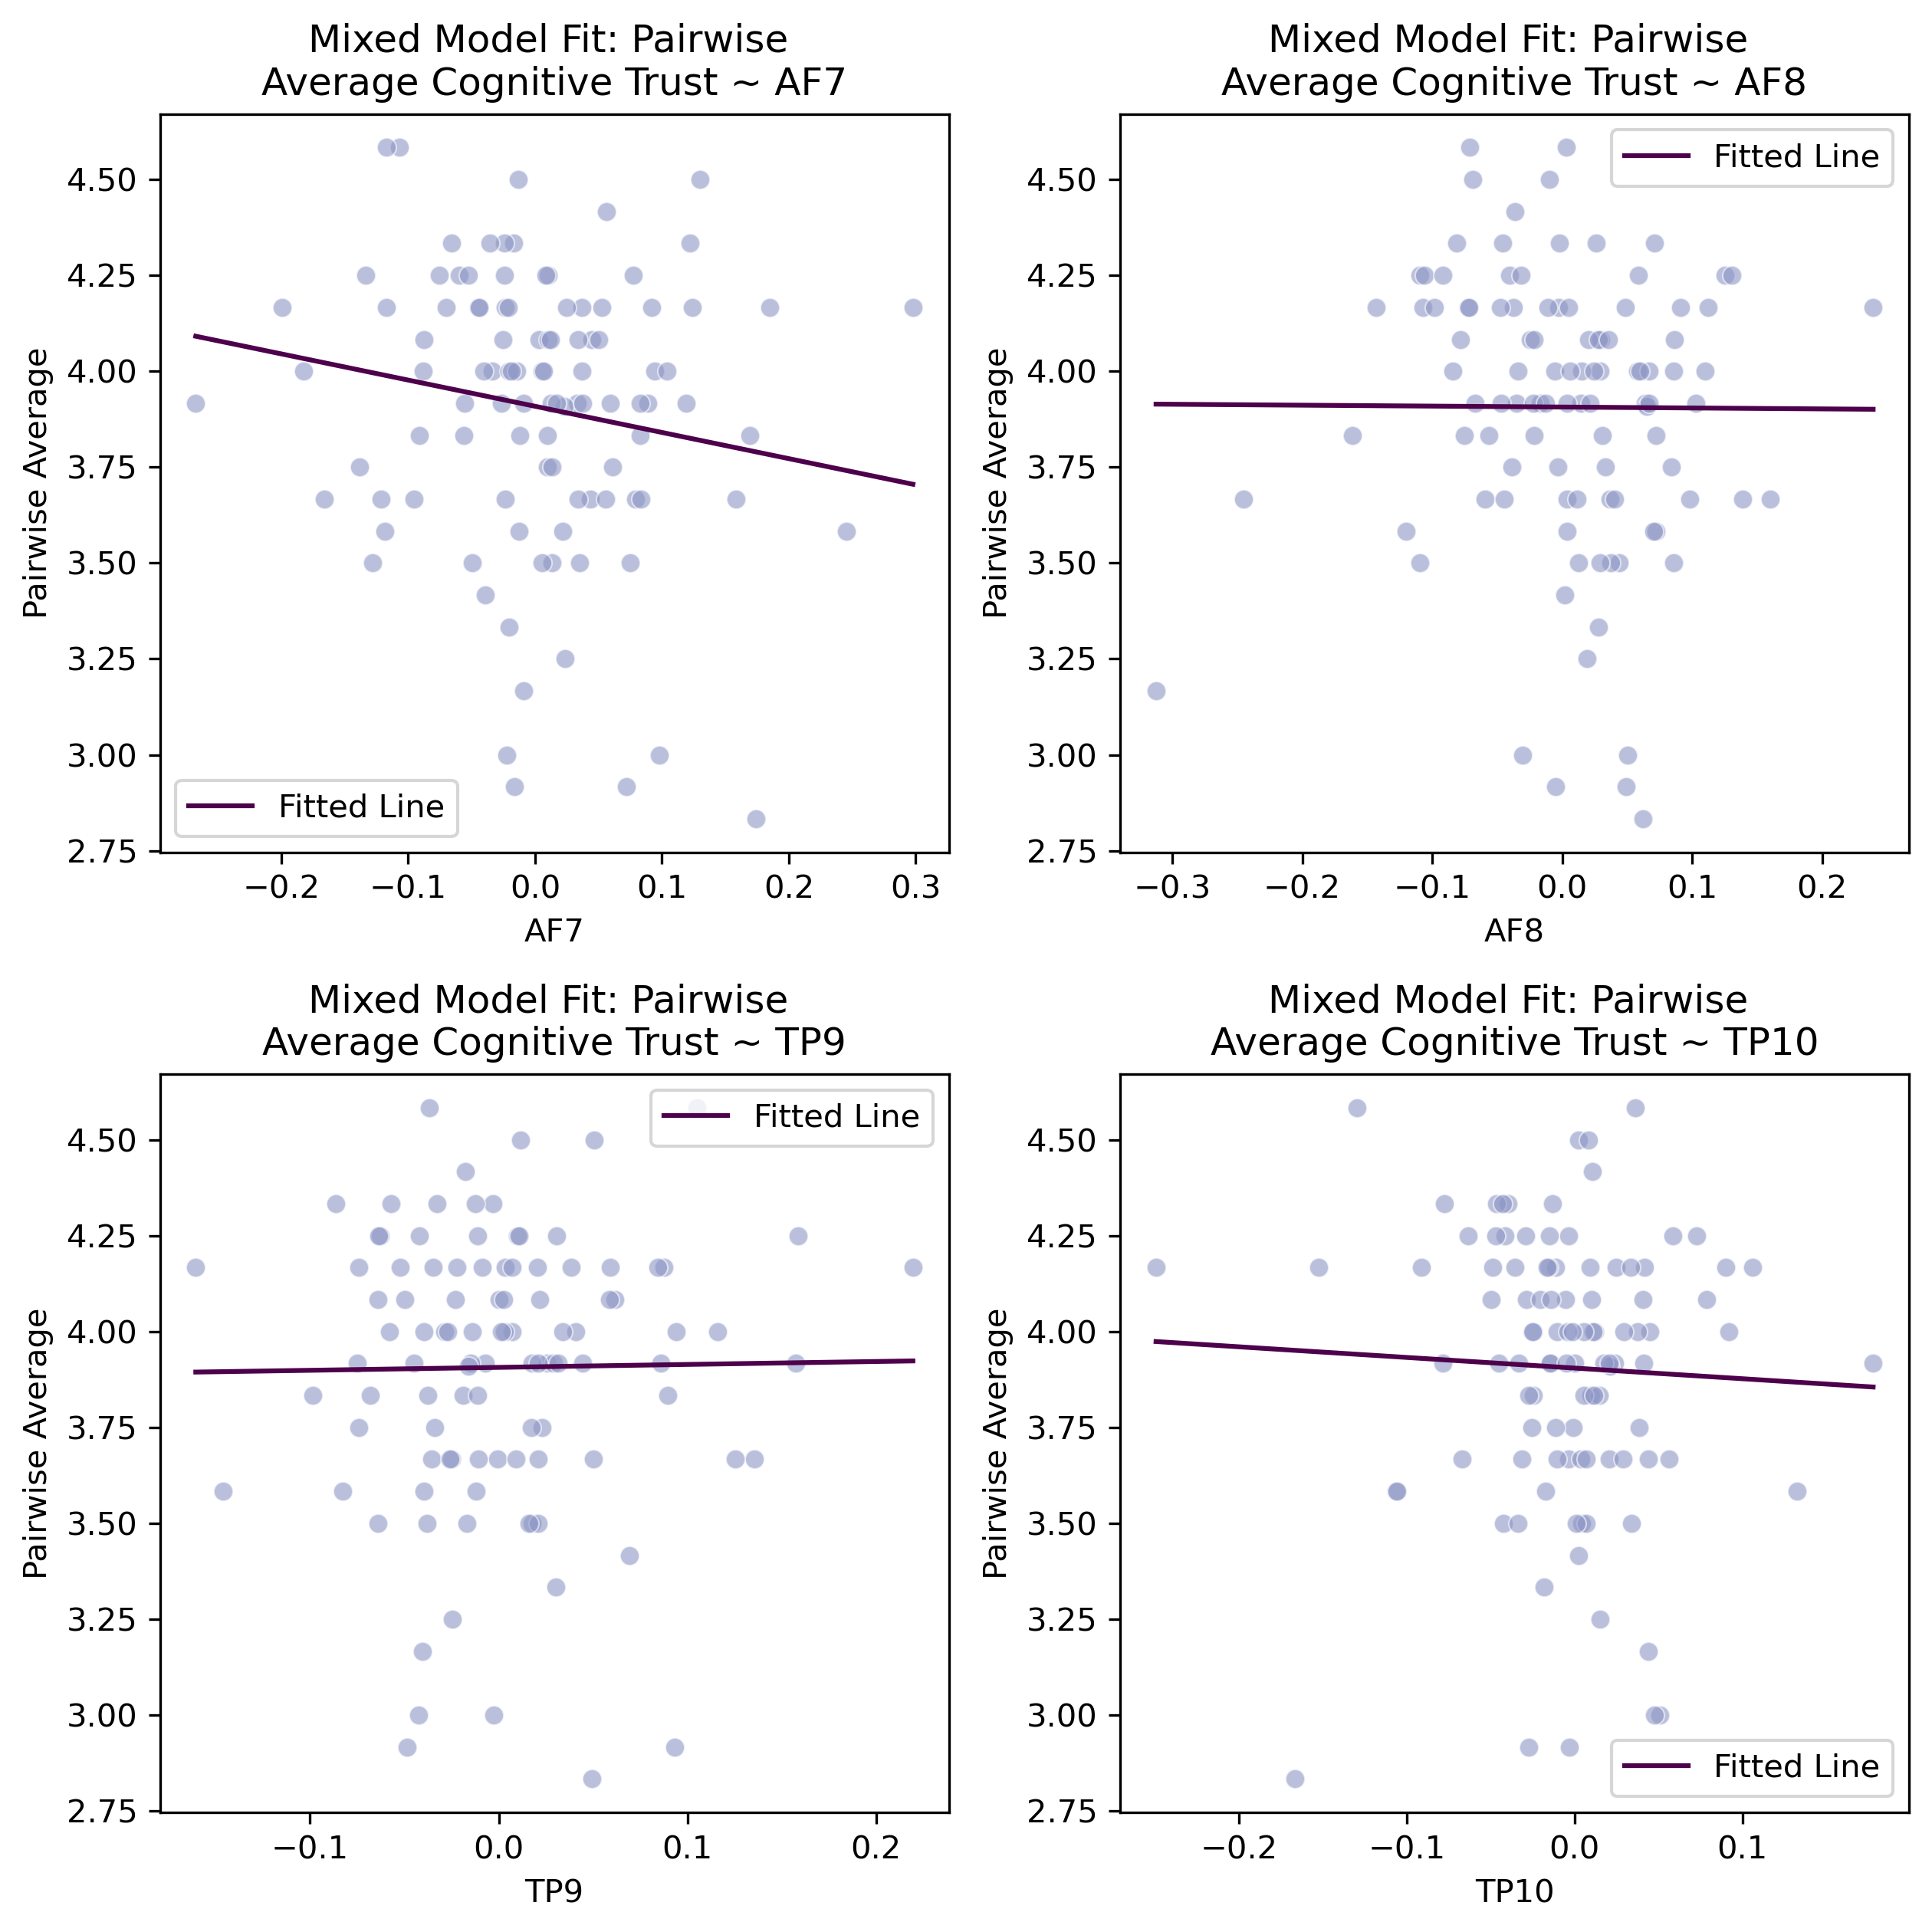 Mixed Model Fit: Pairwise
Average Cognitive Trust ~ AF7
Pairwise Average
4.50
4.25
4.00
3.75
3.50
3.25
3.00
2.75
Fitted Line
−0.2 −0.1 0.0 0.1 0.2 0.3
AF7
Mixed Model Fit: Pairwise
Average Cognitive Trust ~ AF8
Pairwise Average
4.50
4.25
4.00
3.75
3.50
3.25
3.00
2.75
Fitted Line
−0.3 −0.2 −0.1 0.0 0.1 0.2
AF8
Mixed Model Fit: Pairwise
Average Cognitive Trust ~ TP9
Pairwise Average
4.50
4.25
4.00
3.75
3.50
3.25
3.00
2.75
Fitted Line
−0.1 0.0 0.1 0.2
TP9
Mixed Model Fit: Pairwise
Average Cognitive Trust ~ TP10
Pairwise Average
4.50
4.25
4.00
3.75
3.50
3.25
3.00
2.75
Fitted Line
−0.2 −0.1 0.0 0.1
TP10